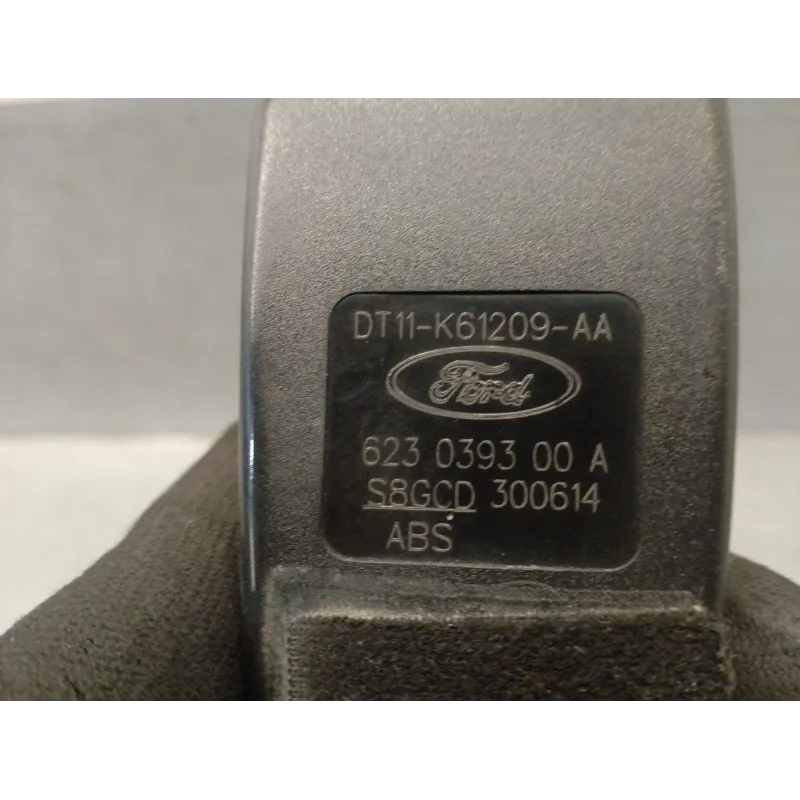 DT11-K61209-AA
Ford
623 0393 00 A
S8GCD 300614
ABS